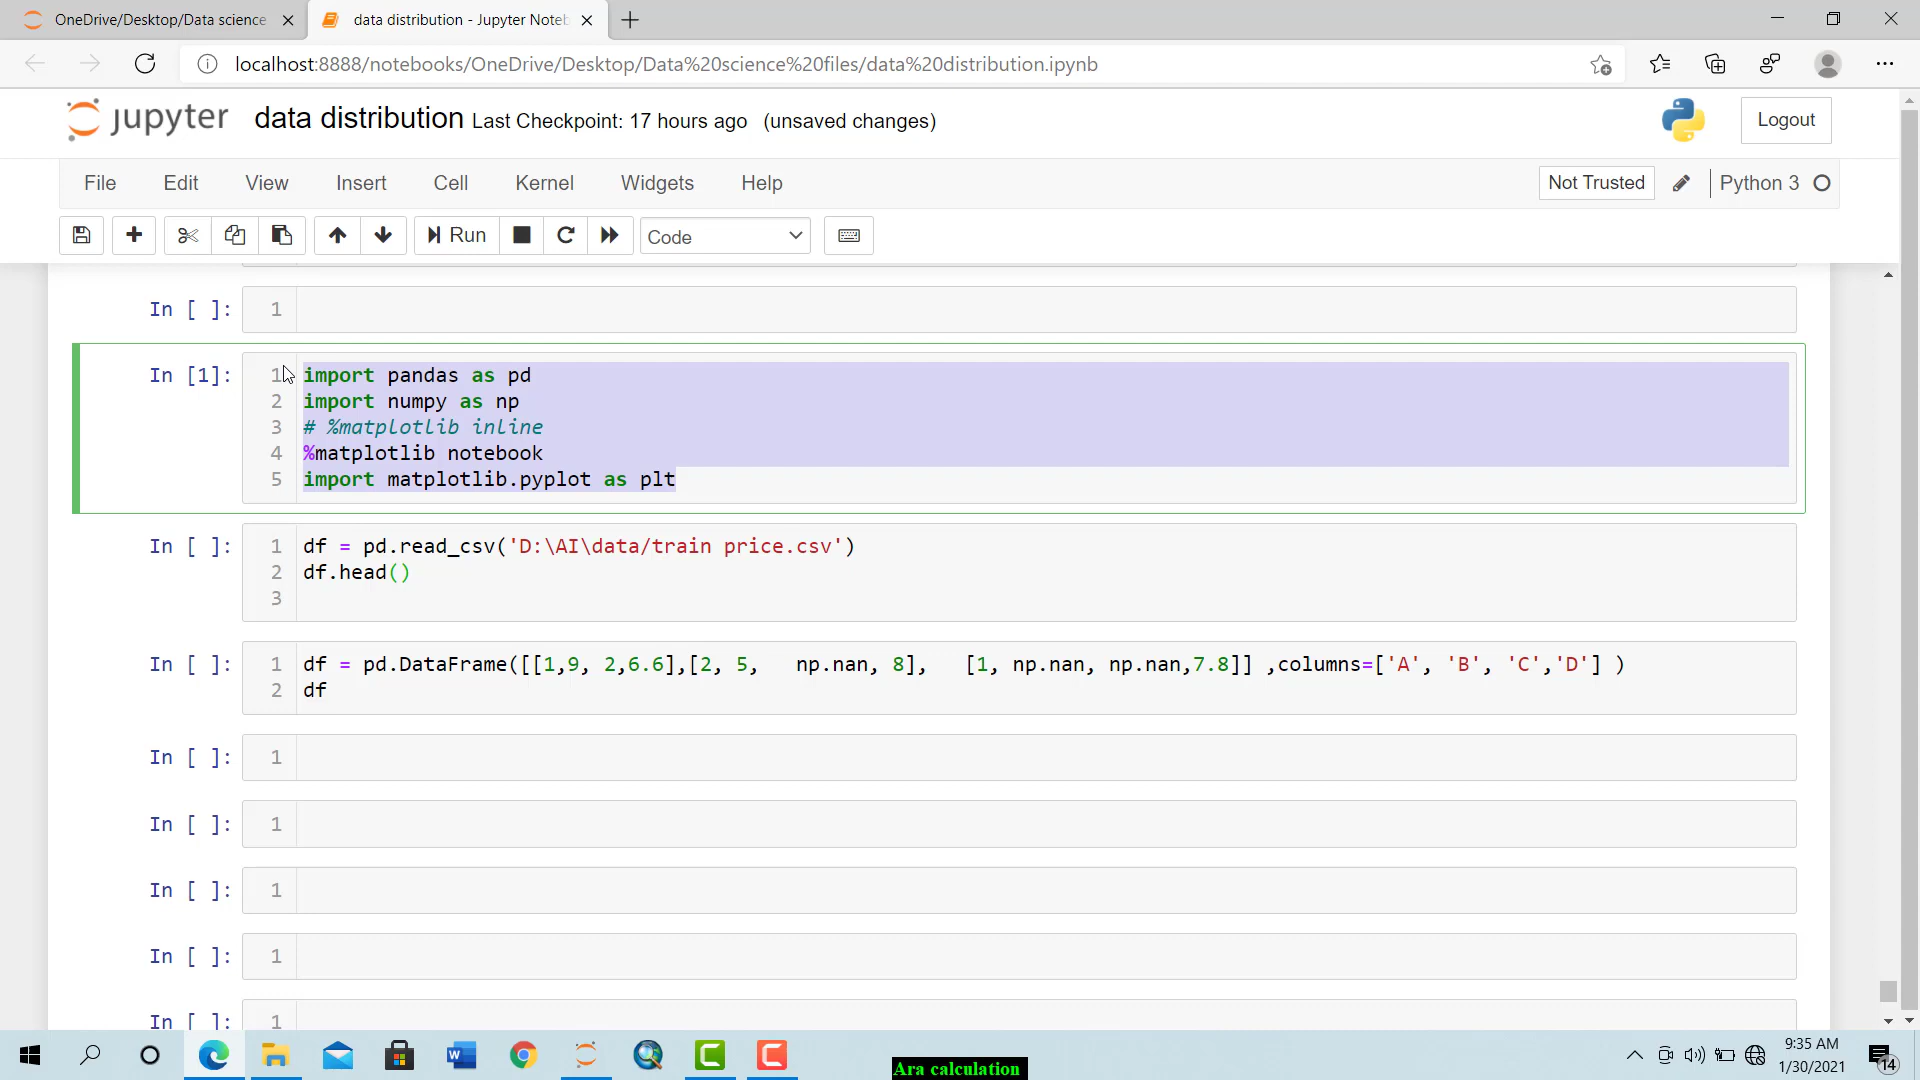 OneDrive/Desktop/Data science
data distribution - Jupyter Noteb
localhost:8888/notebooks/OneDrive/Desktop/Data%20science%20files/data%20distribution.ipynb
jupyter data distribution Last Checkpoint: 17 hours ago (unsaved changes)
Logout
File Edit View Insert Cell Kernel Widgets Help
Not Trusted
Python 3
Run
Code
In [ ]: 1
In [1]: 1 import pandas as pd
2 import numpy as np
3 # %matplotlib inline
4 %matplotlib notebook
5 import matplotlib.pyplot as plt
In [ ]: 1 df = pd.read_csv('D:\AI\data/train price.csv')
2 df.head()
3
In [ ]: 1 df = pd.DataFrame([[1,9, 2,6.6],[2, 5,   np.nan, 8],   [1, np.nan, np.nan,7.8]] ,columns=['A', 'B', 'C','D'] )
2 df
In [ ]: 1
In [ ]: 1
In [ ]: 1
In [ ]: 1
In [ ]: 1
Ara calculation
9:35 AM
1/30/2021
14